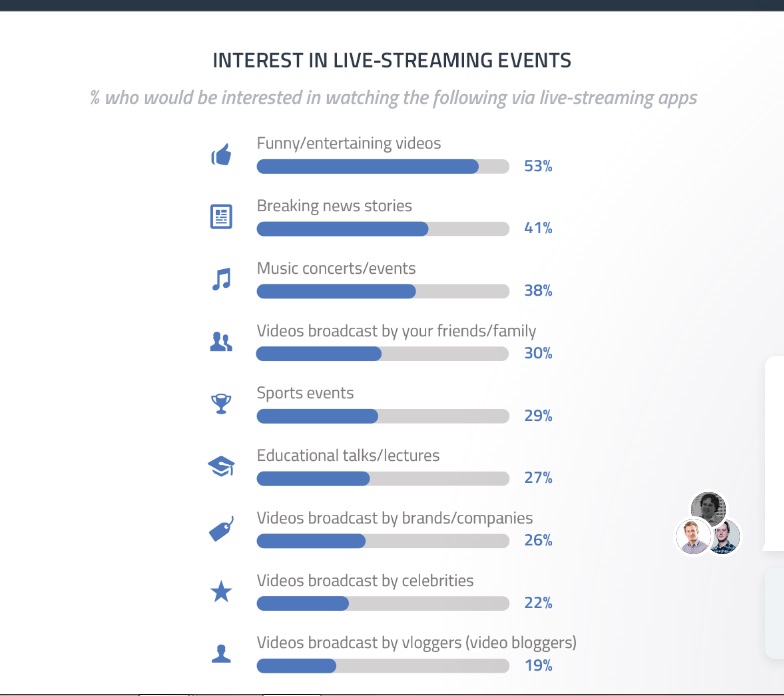 INTEREST IN LIVE-STREAMING EVENTS
% who would be interested in watching the following via live-streaming apps
Funny/entertaining videos
53%
Breaking news stories
41%
Music concerts/events
38%
Videos broadcast by your friends/family
30%
Sports events
29%
Educational talks/lectures
27%
Videos broadcast by brands/companies
26%
Videos broadcast by celebrities
22%
Videos broadcast by vloggers (video bloggers)
19%